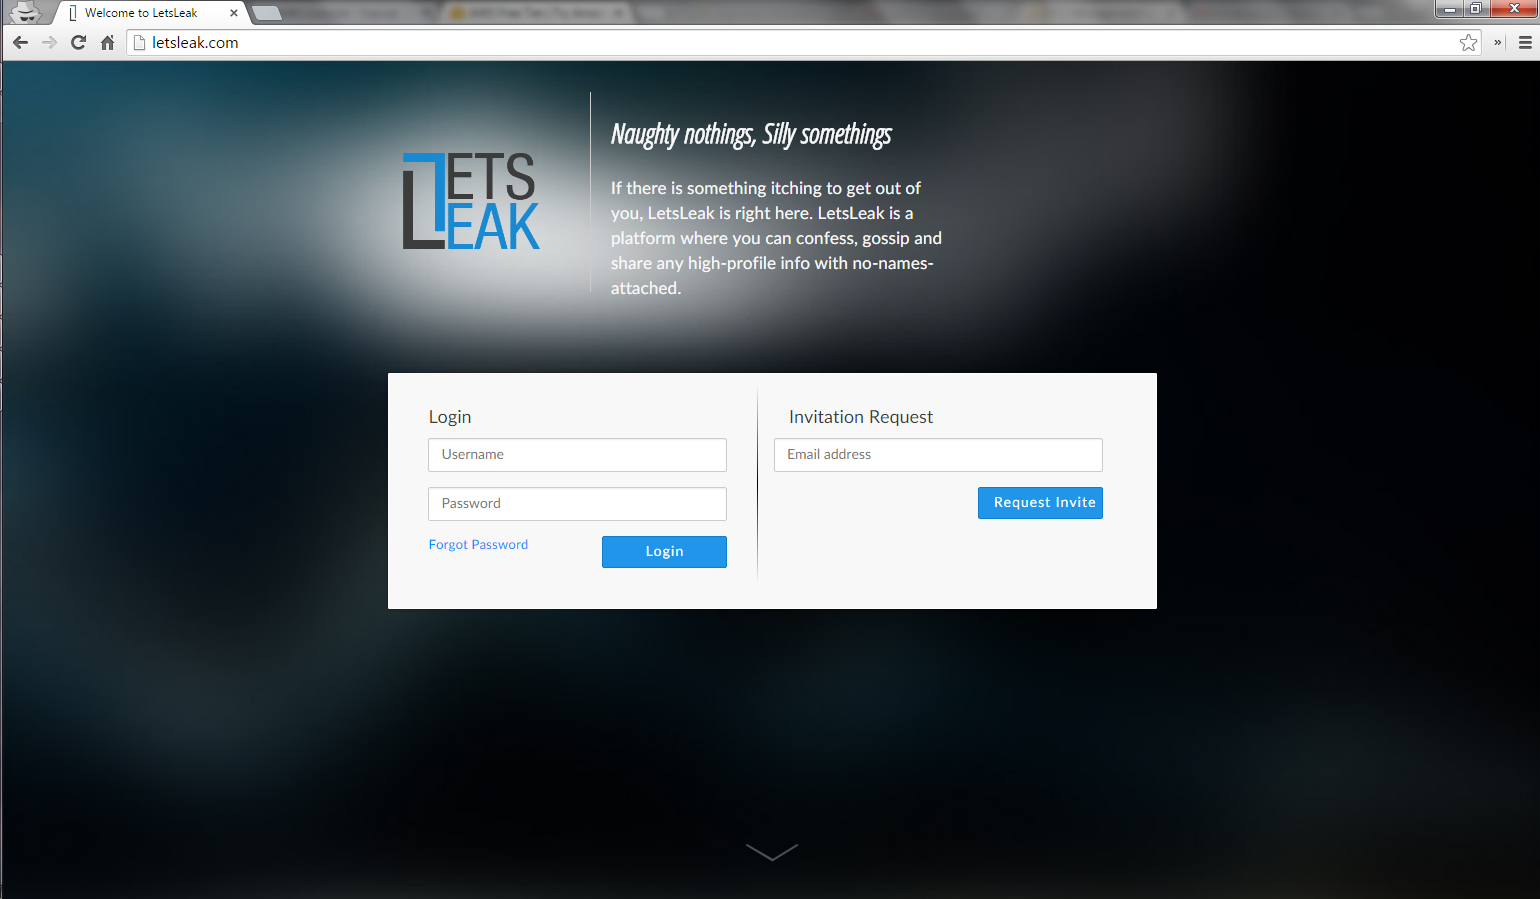 Welcome to LetsLeak
letsleak.com
LETS
LEAK
Naughty nothings, Silly somethings
If there is something itching to get out of
you, LetsLeak is right here. LetsLeak is a
platform where you can confess, gossip and
share any high-profile info with no-names-
attached.
Login
Username
Password
Forgot Password
Login
Invitation Request
Email address
Request Invite